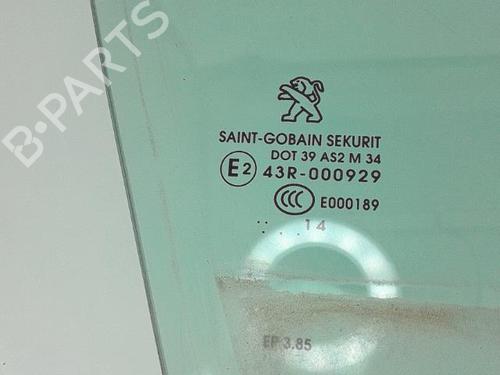 B-PARTS
SAINT-GOBAIN SEKURIT
DOT 39 AS2 M 34
E2 43R-000929
CCC E000189
14
EP 3.85